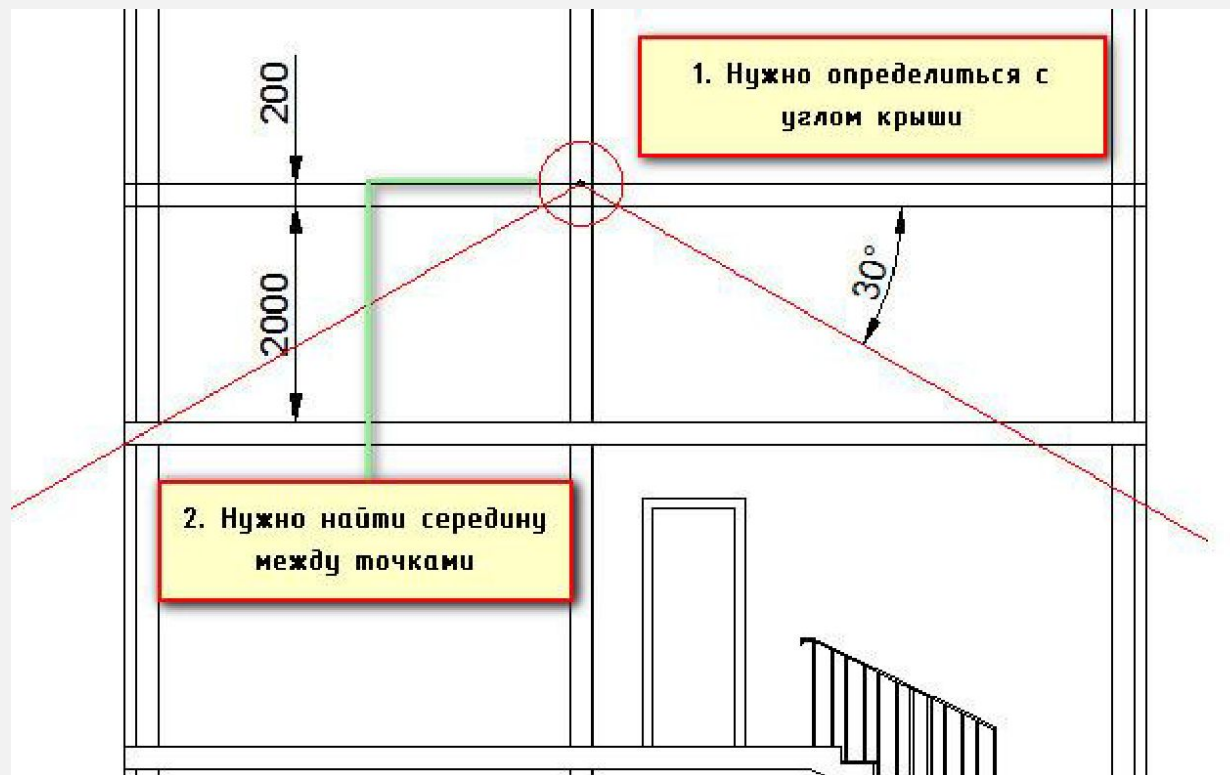 1. Нужно определиться с
углом крыши
200
2000
30°
2. Нужно найти середину
между точками